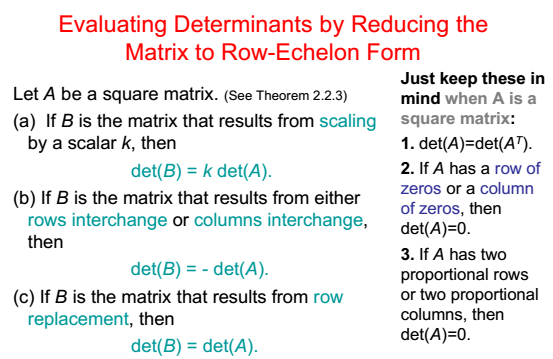 Evaluating Determinants by Reducing the
Matrix to Row-Echelon Form
Let A be a square matrix. (See Theorem 2.2.3)
(a) If B is the matrix that results from scaling
by a scalar k, then
det(B) = k det(A).
(b) If B is the matrix that results from either
rows interchange or columns interchange,
then
det(B) = - det(A).
(c) If B is the matrix that results from row
replacement, then
det(B) = det(A).
Just keep these in
mind when A is a
square matrix:
1. det(A)=det(Aᵀ).
2. If A has a row of
zeros or a column
of zeros, then
det(A)=0.
3. If A has two
proportional rows
or two proportional
columns, then
det(A)=0.